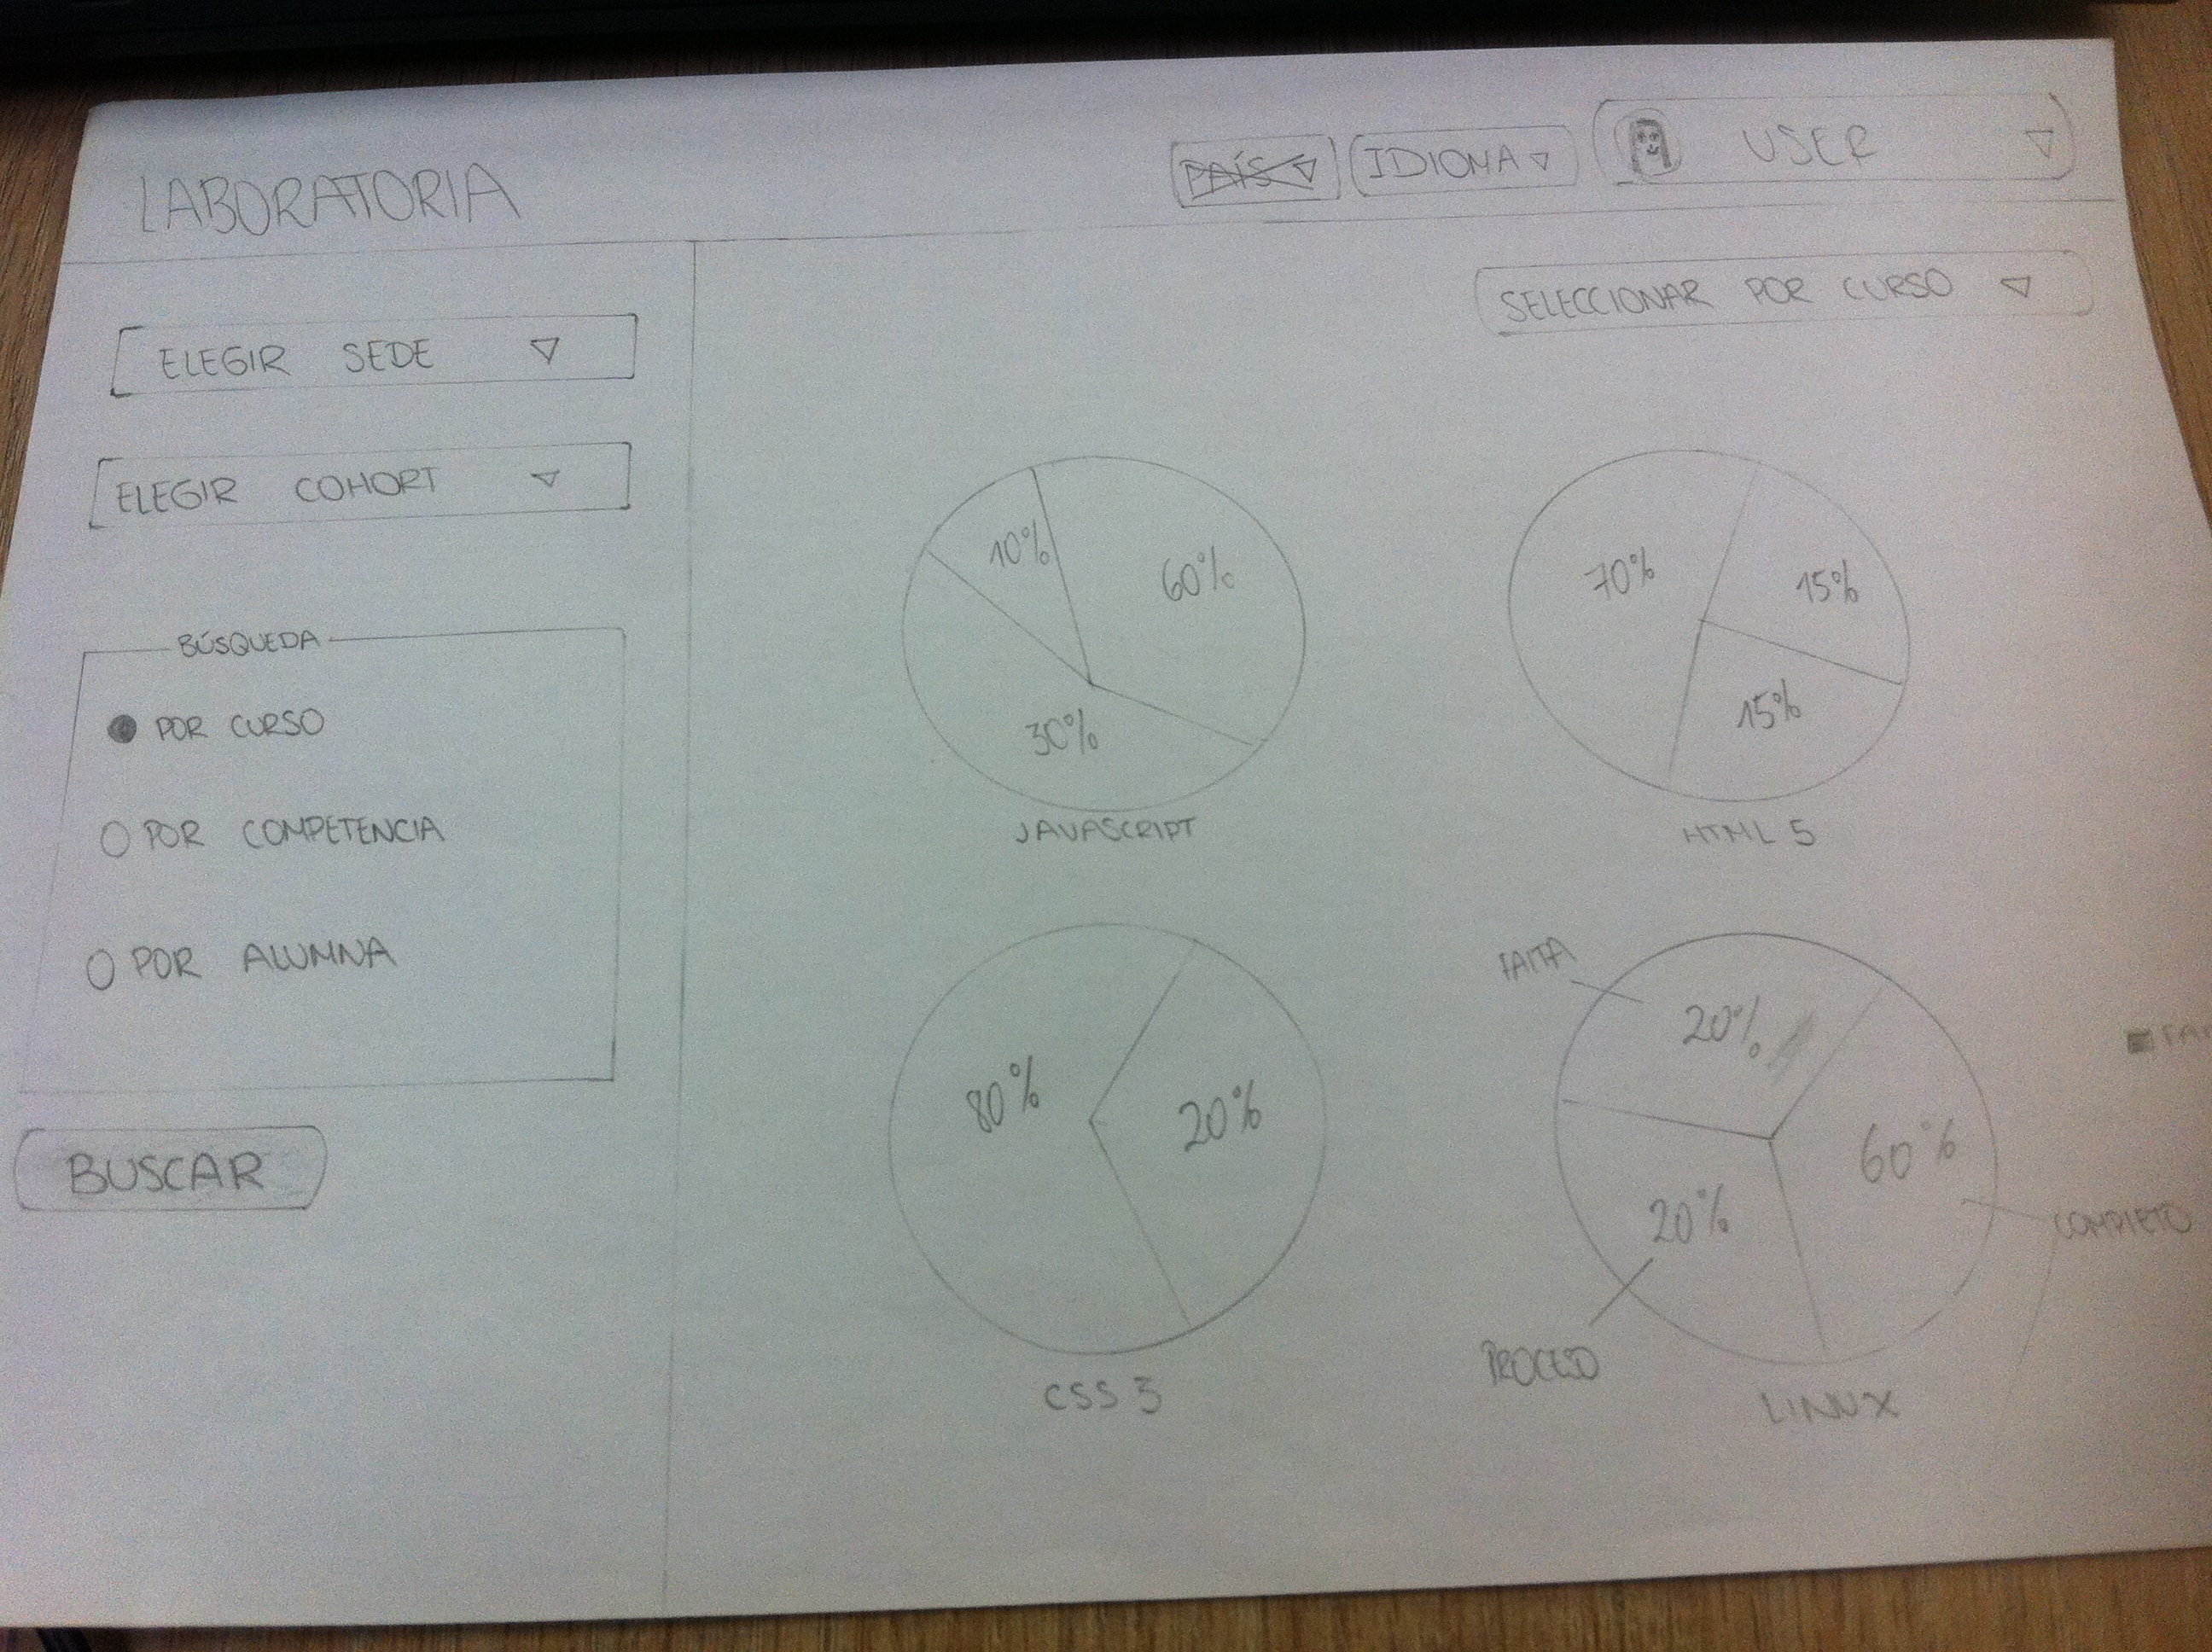 LABORATORIA
PAÍS
IDIOMA
USER
SELECCIONAR POR CURSO
ELEGIR SEDE
ELEGIR COHORT
BÚSQUEDA
POR CURSO
POR COMPETENCIA
POR ALUMNA
BUSCAR
10%
60%
30%
JAVASCRIPT
70%
15%
15%
HTML 5
80%
20%
CSS 3
FALTA
20%
60%
20%
COMPLETO
PROCESO
LINUX